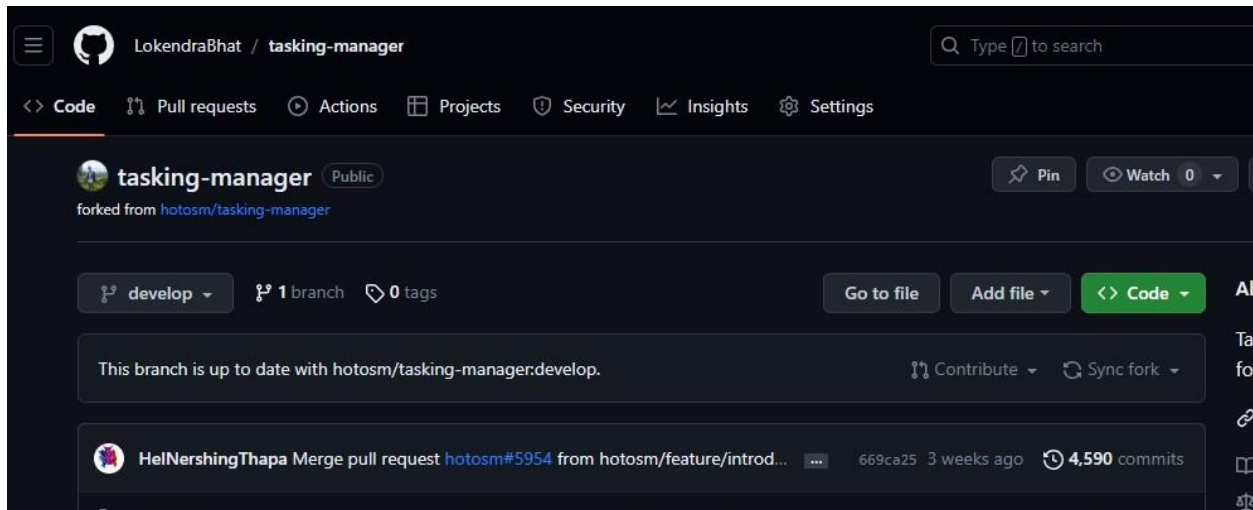 LokendraBhat / tasking-manager
Type / to search
Code Pull requests Actions Projects Security Insights Settings
tasking-manager Public
Pin Watch 0
forked from hotosm/tasking-manager
develop 1 branch 0 tags
Go to file Add file Code
This branch is up to date with hotosm/tasking-manager:develop.
Contribute Sync fork
HelNershingThapa Merge pull request hotosm#5954 from hotosm/feature/introd... ... 669ca25 3 weeks ago 4,590 commits